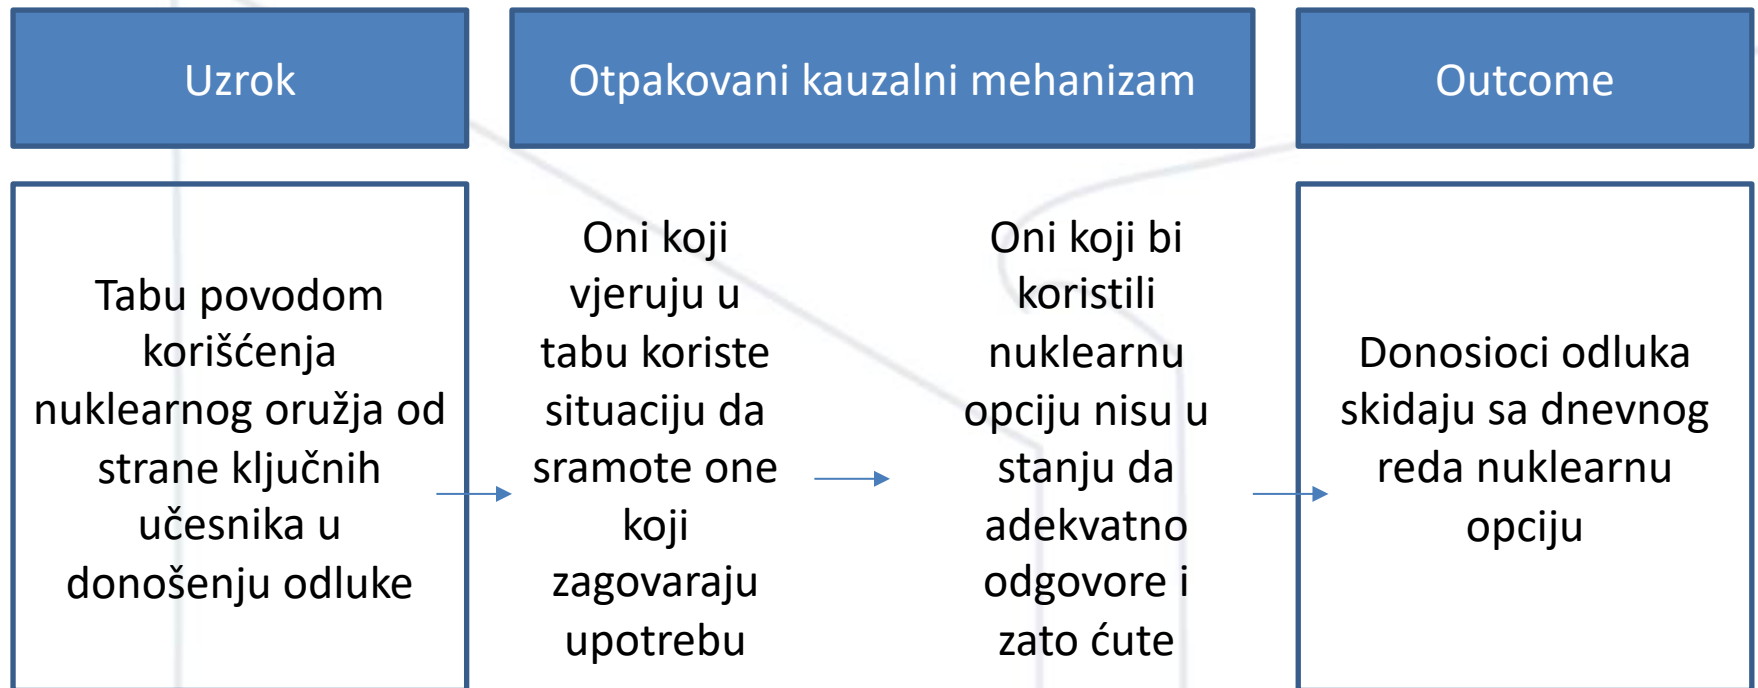 Uzrok
Otpakovani kauzalni mehanizam
Outcome
Tabu povodom
korišćenja
nuklearnog oružja od
strane ključnih
učesnika u
donošenju odluke
Oni koji
vjeruju u
tabu koriste
situaciju da
sramote one
koji
zagovaraju
upotrebu
Oni koji bi
koristili
nuklearnu
opciju nisu u
stanju da
adekvatno
odgovore i
zato ćute
Donosioci odluka
skidaju sa dnevnog
reda nuklearnu
opciju